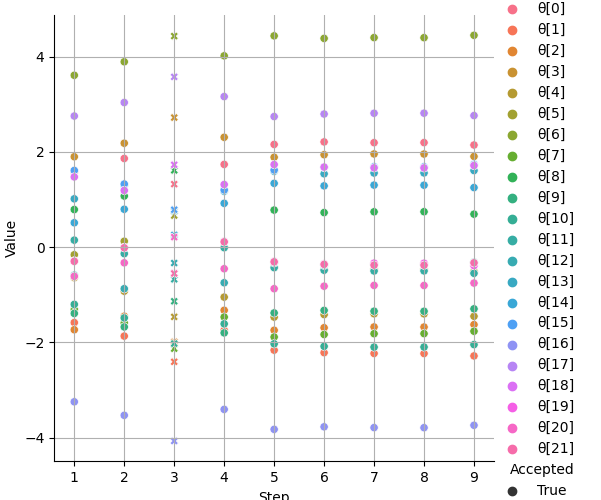 4
2
0
−2
−4
Value
1 2 3 4 5 6 7 8 9
Step
θ[0]
θ[1]
θ[2]
θ[3]
θ[4]
θ[5]
θ[6]
θ[7]
θ[8]
θ[9]
θ[10]
θ[11]
θ[12]
θ[13]
θ[14]
θ[15]
θ[16]
θ[17]
θ[18]
θ[19]
θ[20]
θ[21]
Accepted
True